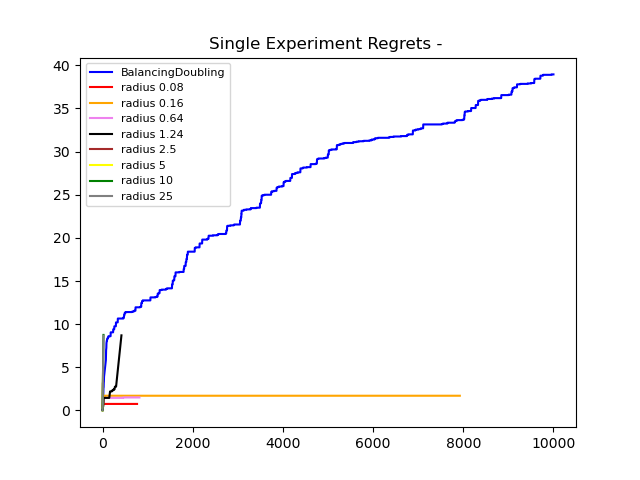 Single Experiment Regrets -
BalancingDoubling
radius 0.08
radius 0.16
radius 0.64
radius 1.24
radius 2.5
radius 5
radius 10
radius 25
40
35
30
25
20
15
10
5
0
0 2000 4000 6000 8000 10000